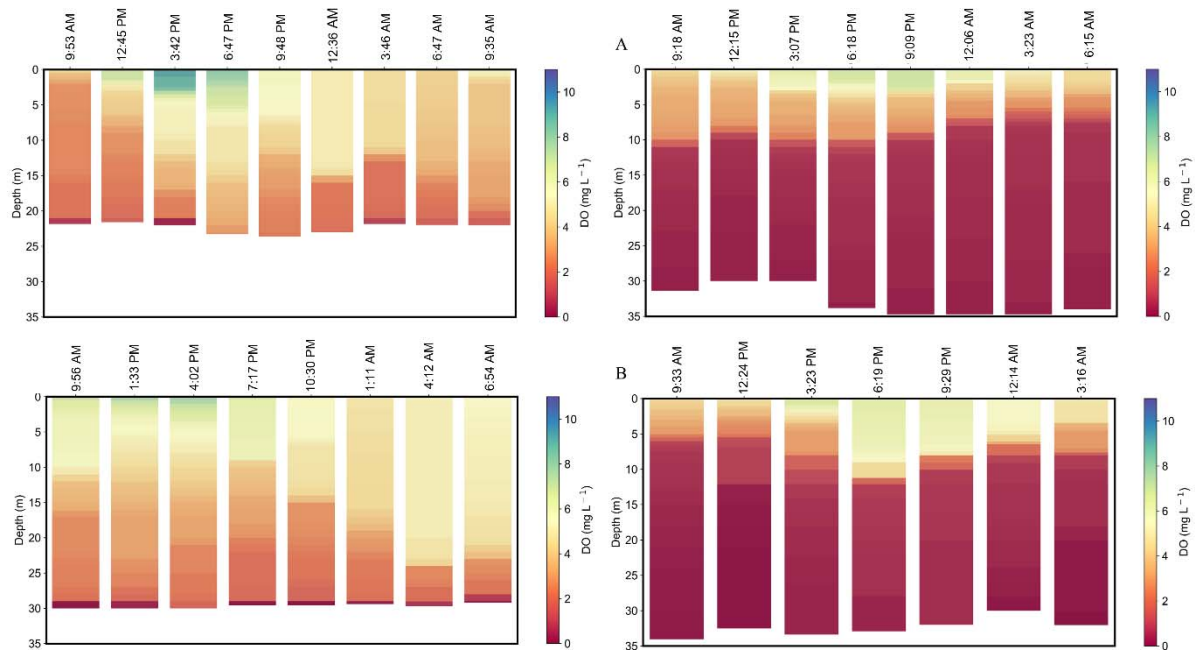 9:53 AM
12:45 PM
3:42 PM
6:47 PM
9:48 PM
12:36 AM
3:46 AM
6:47 AM
9:35 AM
0
5
10
15
20
25
30
35
Depth (m)
10
8
6
4
2
0
DO (mg L⁻¹)
A
9:18 AM
12:15 PM
3:07 PM
6:18 PM
9:09 PM
12:06 AM
3:23 AM
6:15 AM
0
5
10
15
20
25
30
35
Depth (m)
10
8
6
4
2
0
DO (mg L⁻¹)
9:56 AM
1:33 PM
4:02 PM
7:17 PM
10:30 PM
1:11 AM
4:12 AM
6:54 AM
0
5
10
15
20
25
30
35
Depth (m)
10
8
6
4
2
0
DO (mg L⁻¹)
B
9:33 AM
12:24 PM
3:23 PM
6:19 PM
9:29 PM
12:14 AM
3:16 AM
0
5
10
15
20
25
30
35
Depth (m)
10
8
6
4
2
0
DO (mg L⁻¹)